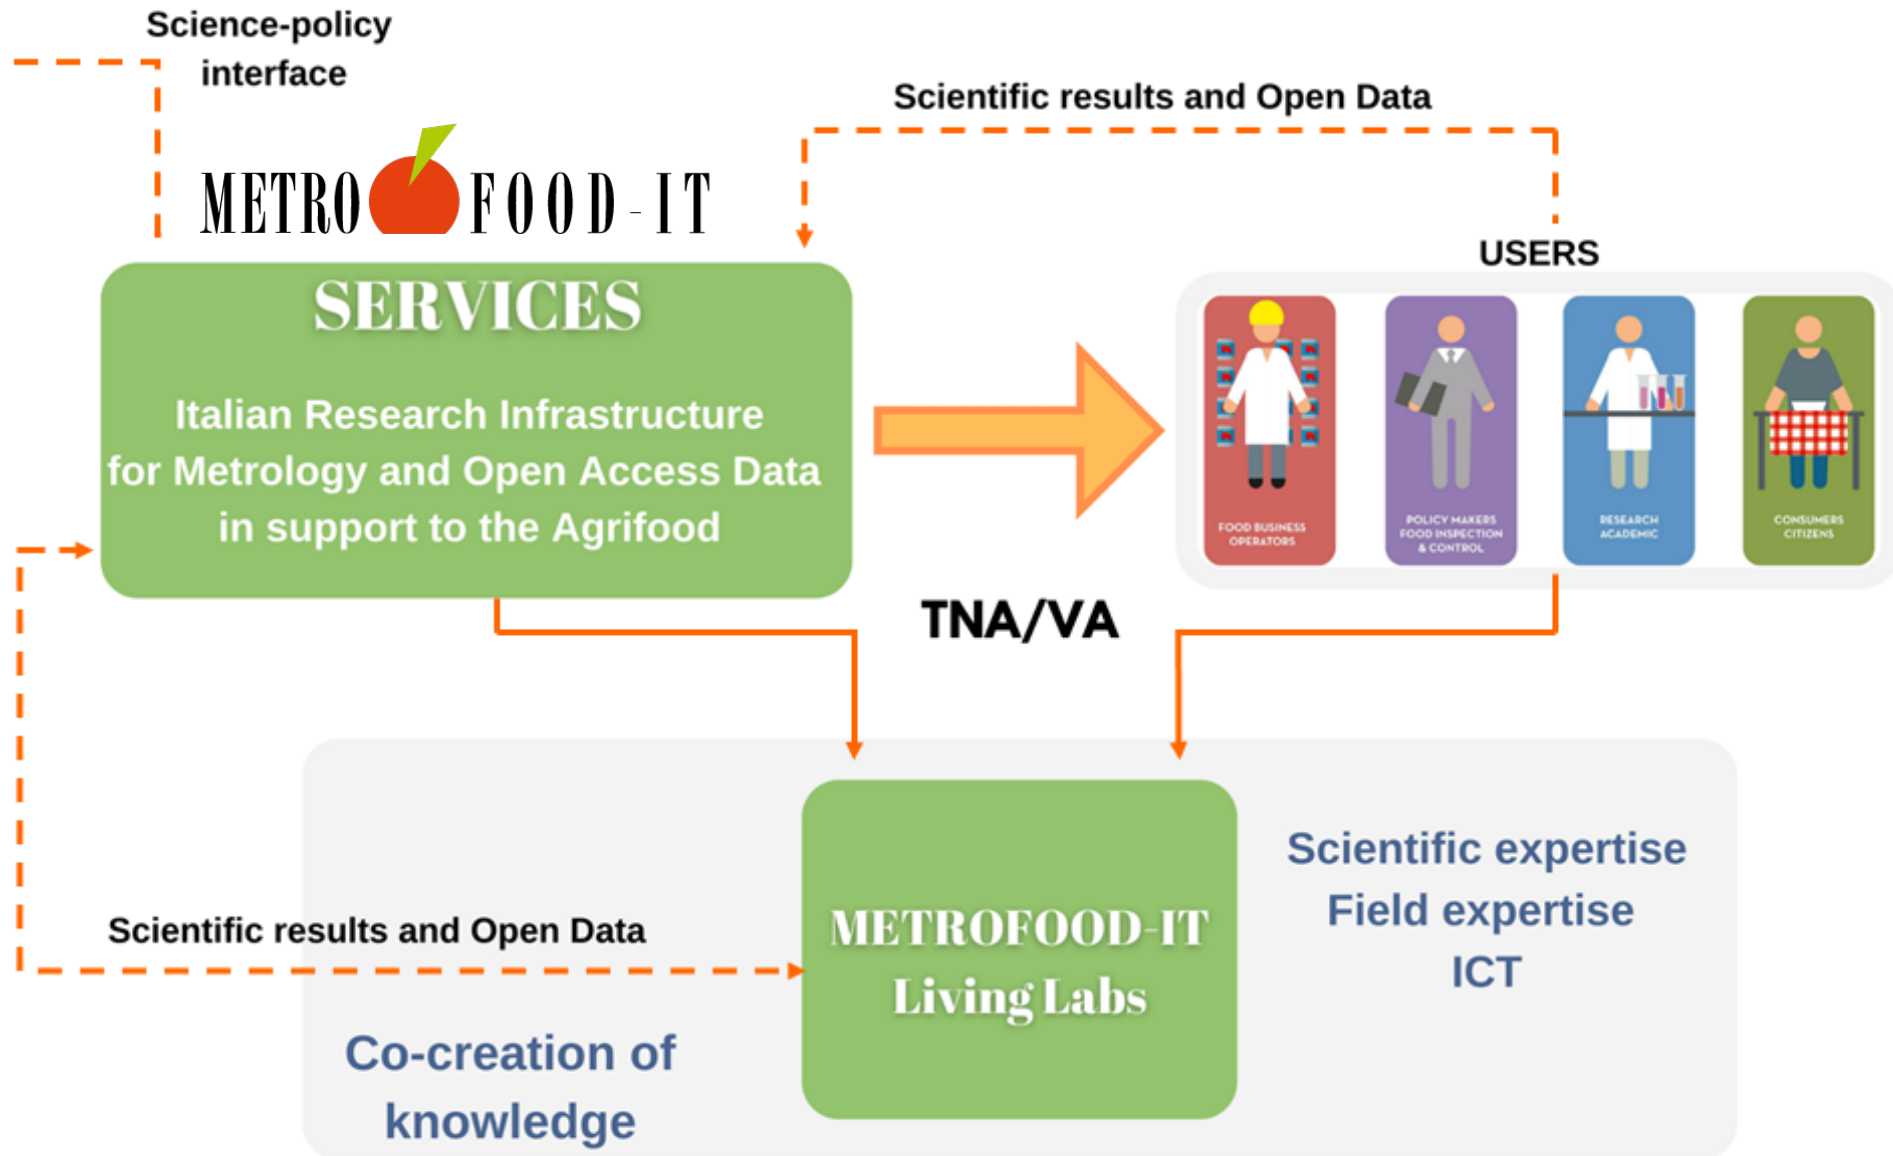 Science-policy
interface
Scientific results and Open Data
METRO FOOD-IT
USERS
SERVICES
Italian Research Infrastructure
for Metrology and Open Access Data
in support to the Agrifood
FOOD BUSINESS
OPERATORS
POLICY MAKERS
FOOD INSPECTION
& CONTROL
RESEARCH
ACADEMIC
CONSUMERS
CITIZENS
TNA/VA
Scientific results and Open Data
METROFOOD-IT
Living Labs
Scientific expertise
Field expertise
ICT
Co-creation of
knowledge